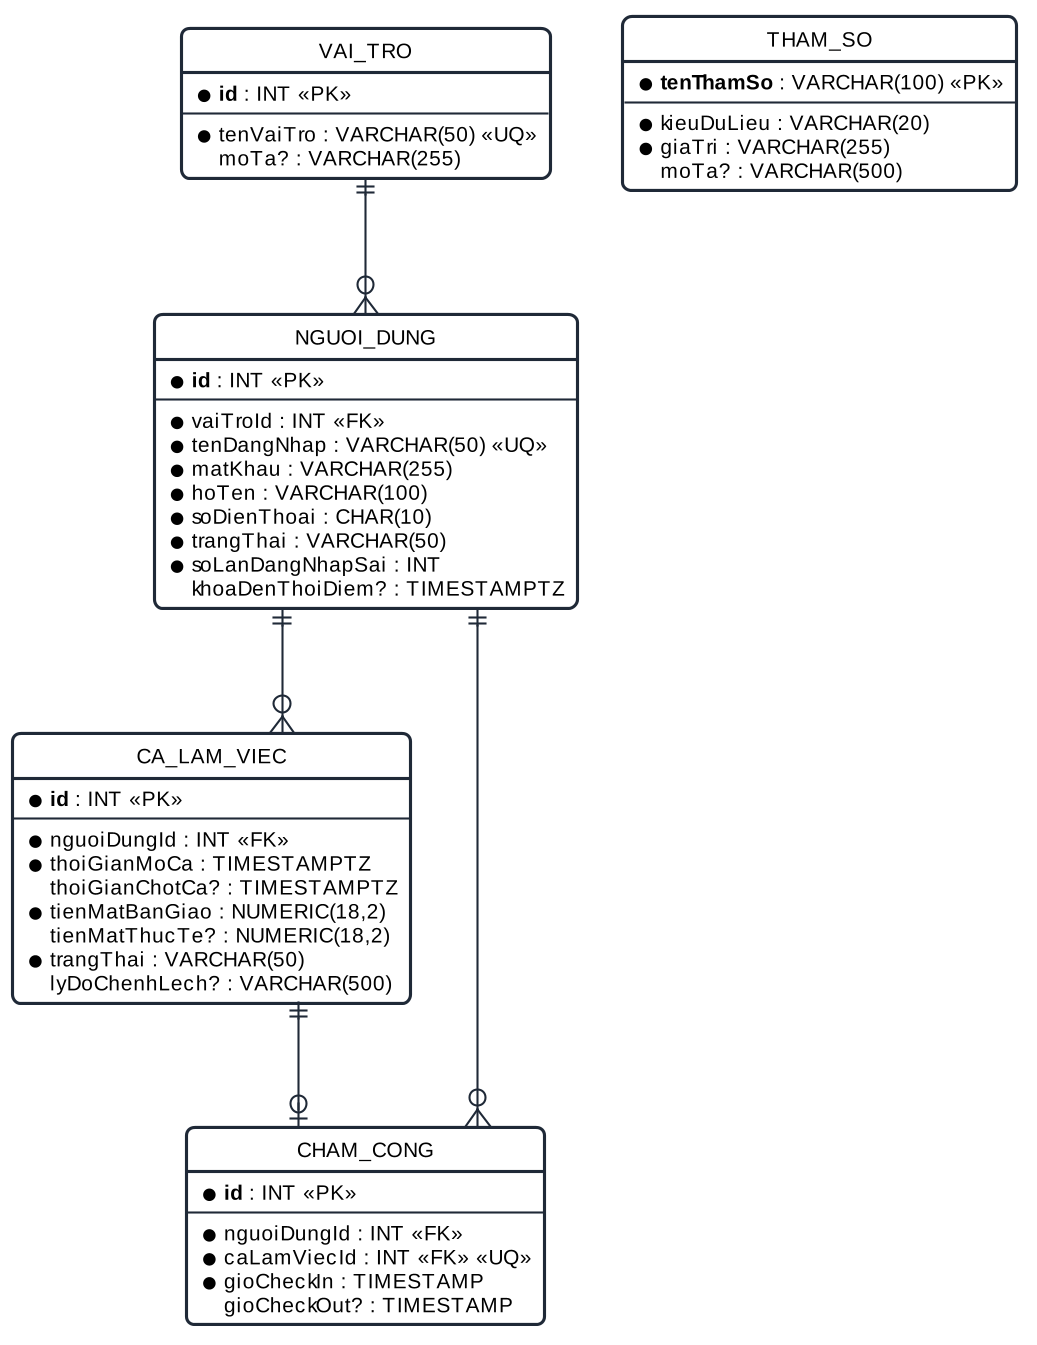 VAI_TRO
id : INT «PK»
tenVaiTro : VARCHAR(50) «UQ»
moTa? : VARCHAR(255)
THAM_SO
tenThamSo : VARCHAR(100) «PK»
kieuDuLieu : VARCHAR(20)
giaTri : VARCHAR(255)
moTa? : VARCHAR(500)
NGUOI_DUNG
id : INT «PK»
vaiTroId : INT «FK»
tenDangNhap : VARCHAR(50) «UQ»
matKhau : VARCHAR(255)
hoTen : VARCHAR(100)
soDienThoai : CHAR(10)
trangThai : VARCHAR(50)
soLanDangNhapSai : INT
khoaDenThoiDiem? : TIMESTAMPTZ
CA_LAM_VIEC
id : INT «PK»
nguoiDungId : INT «FK»
thoiGianMoCa : TIMESTAMPTZ
thoiGianChotCa? : TIMESTAMPTZ
tienMatBanGiao : NUMERIC(18,2)
tienMatThucTe? : NUMERIC(18,2)
trangThai : VARCHAR(50)
lyDoChenhLech? : VARCHAR(500)
CHAM_CONG
id : INT «PK»
nguoiDungId : INT «FK»
caLamViecId : INT «FK» «UQ»
gioCheckIn : TIMESTAMP
gioCheckOut? : TIMESTAMP